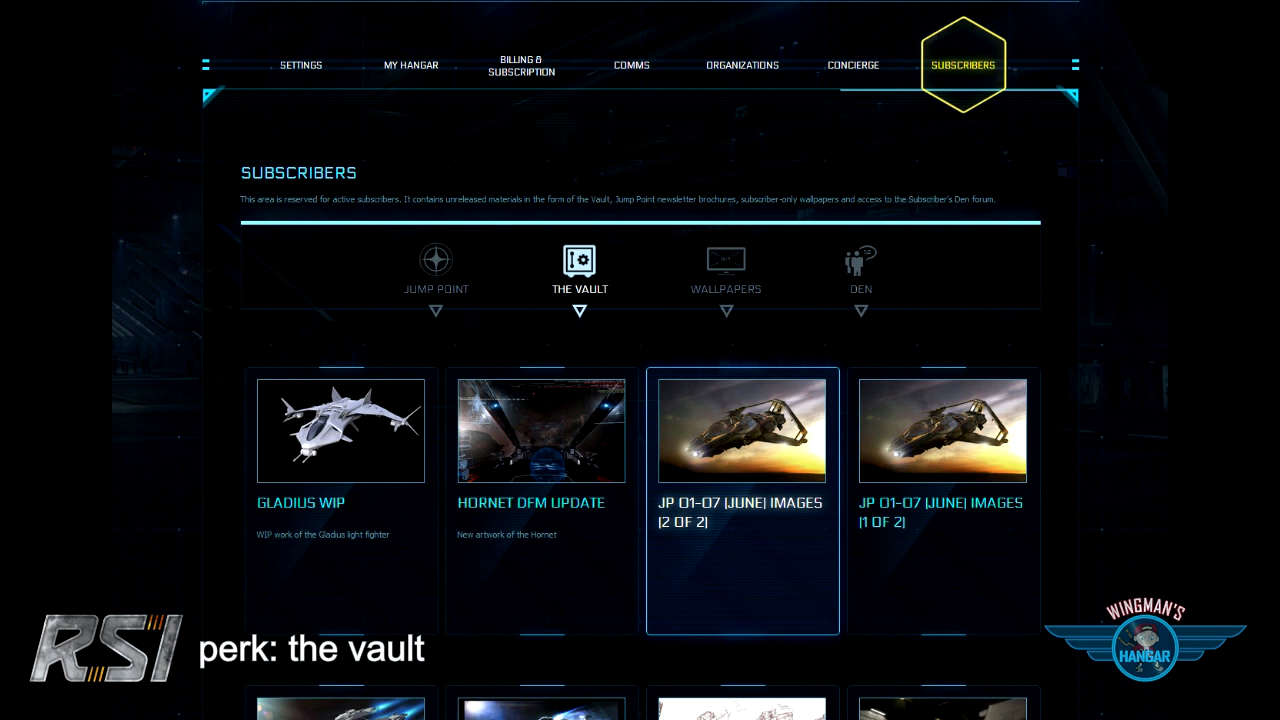 SETTINGS
MY HANGAR
BILLING &
SUBSCRIPTION
COMMS
ORGANIZATIONS
CONCIERGE
SUBSCRIBERS
SUBSCRIBERS
This area is reserved for active subscribers. It contains unreleased materials in the form of the Vault, Jump Point newsletter brochures, subscriber-only wallpapers and access to the Subscriber's Den forum.
JUMP POINT
THE VAULT
WALLPAPERS
DEN
GLADIUS WIP
WIP work of the Gladius light fighter
HORNET DFM UPDATE
New artwork of the Hornet
JP 01-07 |JUNE| IMAGES
|2 OF 2|
JP 01-07 |JUNE| IMAGES
|1 OF 2|
RSI
perk: the vault
WINGMAN'S
HANGAR